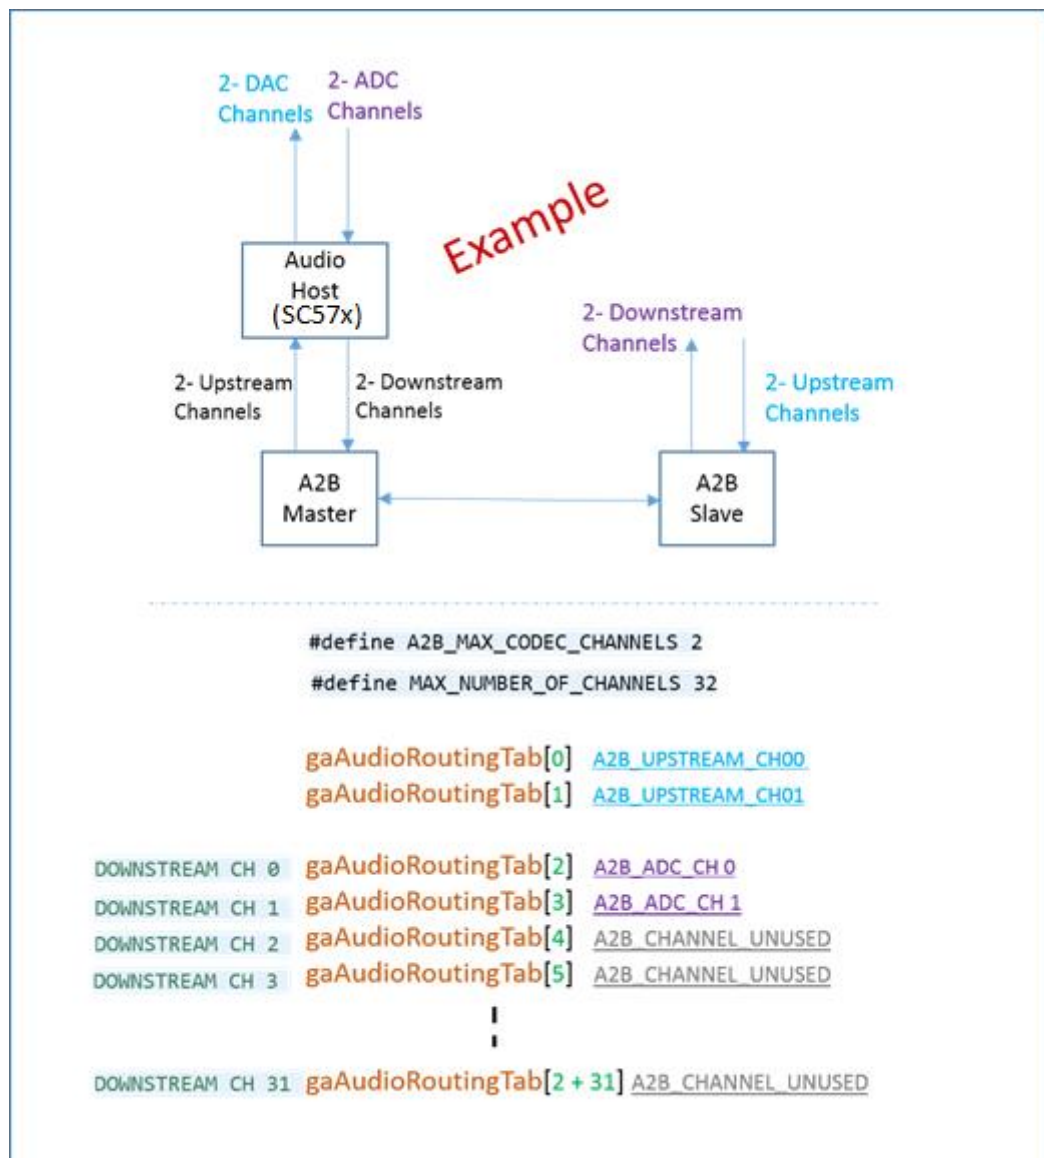 2- DAC
Channels
2- ADC
Channels
Example
Audio
Host
(SC57x)
2- Downstream
Channels
2- Upstream
Channels
2- Downstream
Channels
2- Upstream
Channels
A2B
Master
A2B
Slave
#define A2B_MAX_CODEC_CHANNELS 2
#define MAX_NUMBER_OF_CHANNELS 32
gaAudioRoutingTab[0] A2B_UPSTREAM_CH00
gaAudioRoutingTab[1] A2B_UPSTREAM_CH01
DOWNSTREAM CH 0 gaAudioRoutingTab[2] A2B_ADC_CH 0
DOWNSTREAM CH 1 gaAudioRoutingTab[3] A2B_ADC_CH 1
DOWNSTREAM CH 2 gaAudioRoutingTab[4] A2B_CHANNEL_UNUSED
DOWNSTREAM CH 3 gaAudioRoutingTab[5] A2B_CHANNEL_UNUSED
DOWNSTREAM CH 31 gaAudioRoutingTab[2 + 31] A2B_CHANNEL_UNUSED